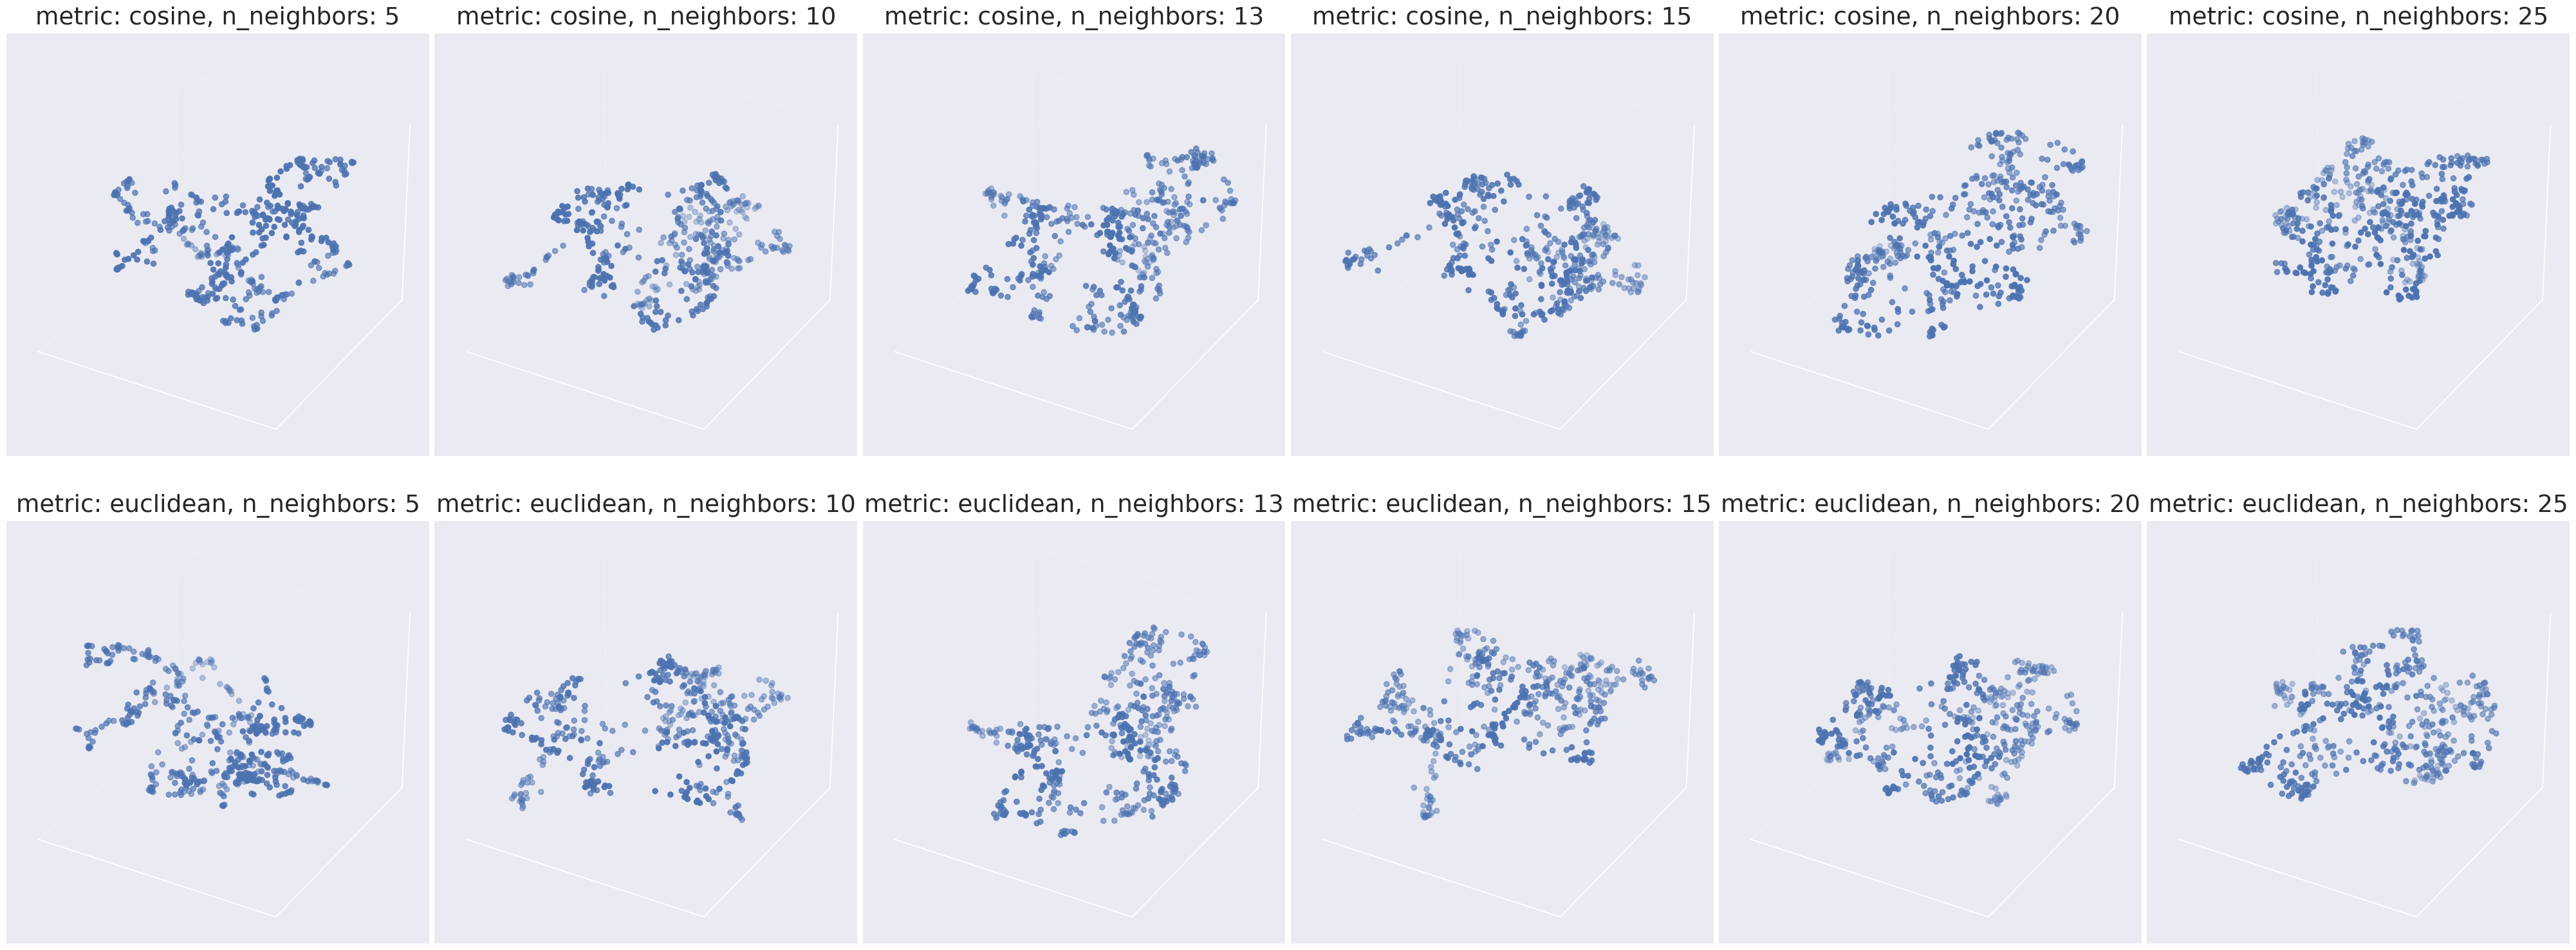 metric: cosine, n_neighbors: 5
metric: cosine, n_neighbors: 10
metric: cosine, n_neighbors: 13
metric: cosine, n_neighbors: 15
metric: cosine, n_neighbors: 20
metric: cosine, n_neighbors: 25
metric: euclidean, n_neighbors: 5
metric: euclidean, n_neighbors: 10
metric: euclidean, n_neighbors: 13
metric: euclidean, n_neighbors: 15
metric: euclidean, n_neighbors: 20
metric: euclidean, n_neighbors: 25